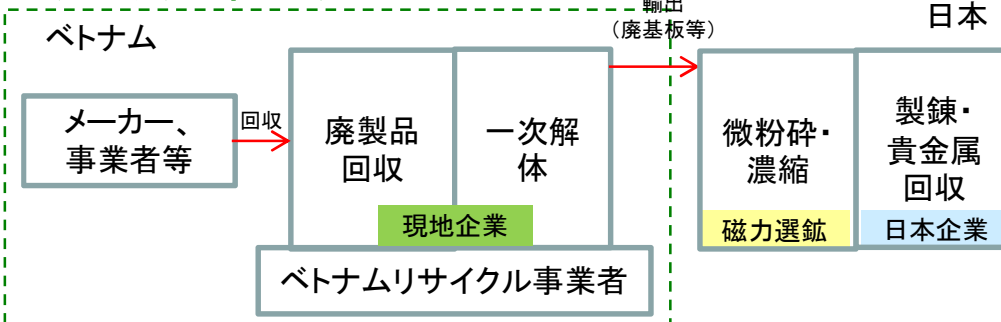 輸出
（廃基板等）
日本
ベトナム
メーカー、
事業者等
回収
廃製品
回収
一次解
体
微粉砕・
濃縮
製錬・
貴金属
回収
現地企業
磁力選鉱
日本企業
ベトナムリサイクル事業者